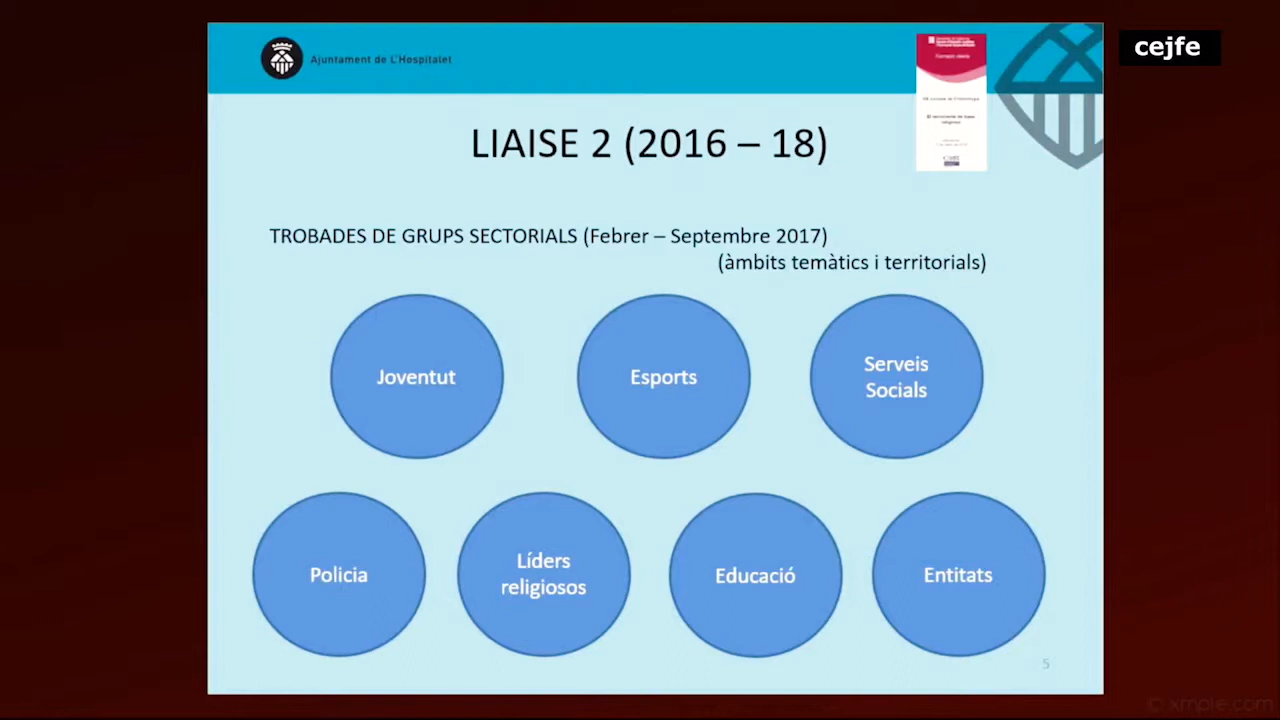 Ajuntament de L'Hospitalet
cejfe
LIAISE 2 (2016 – 18)
TROBADES DE GRUPS SECTORIALS (Febrer – Septembre 2017)
(àmbits temàtics i territorials)
Joventut
Esports
Serveis
Socials
Policia
Líders
religiosos
Educació
Entitats
5
© xmple.com